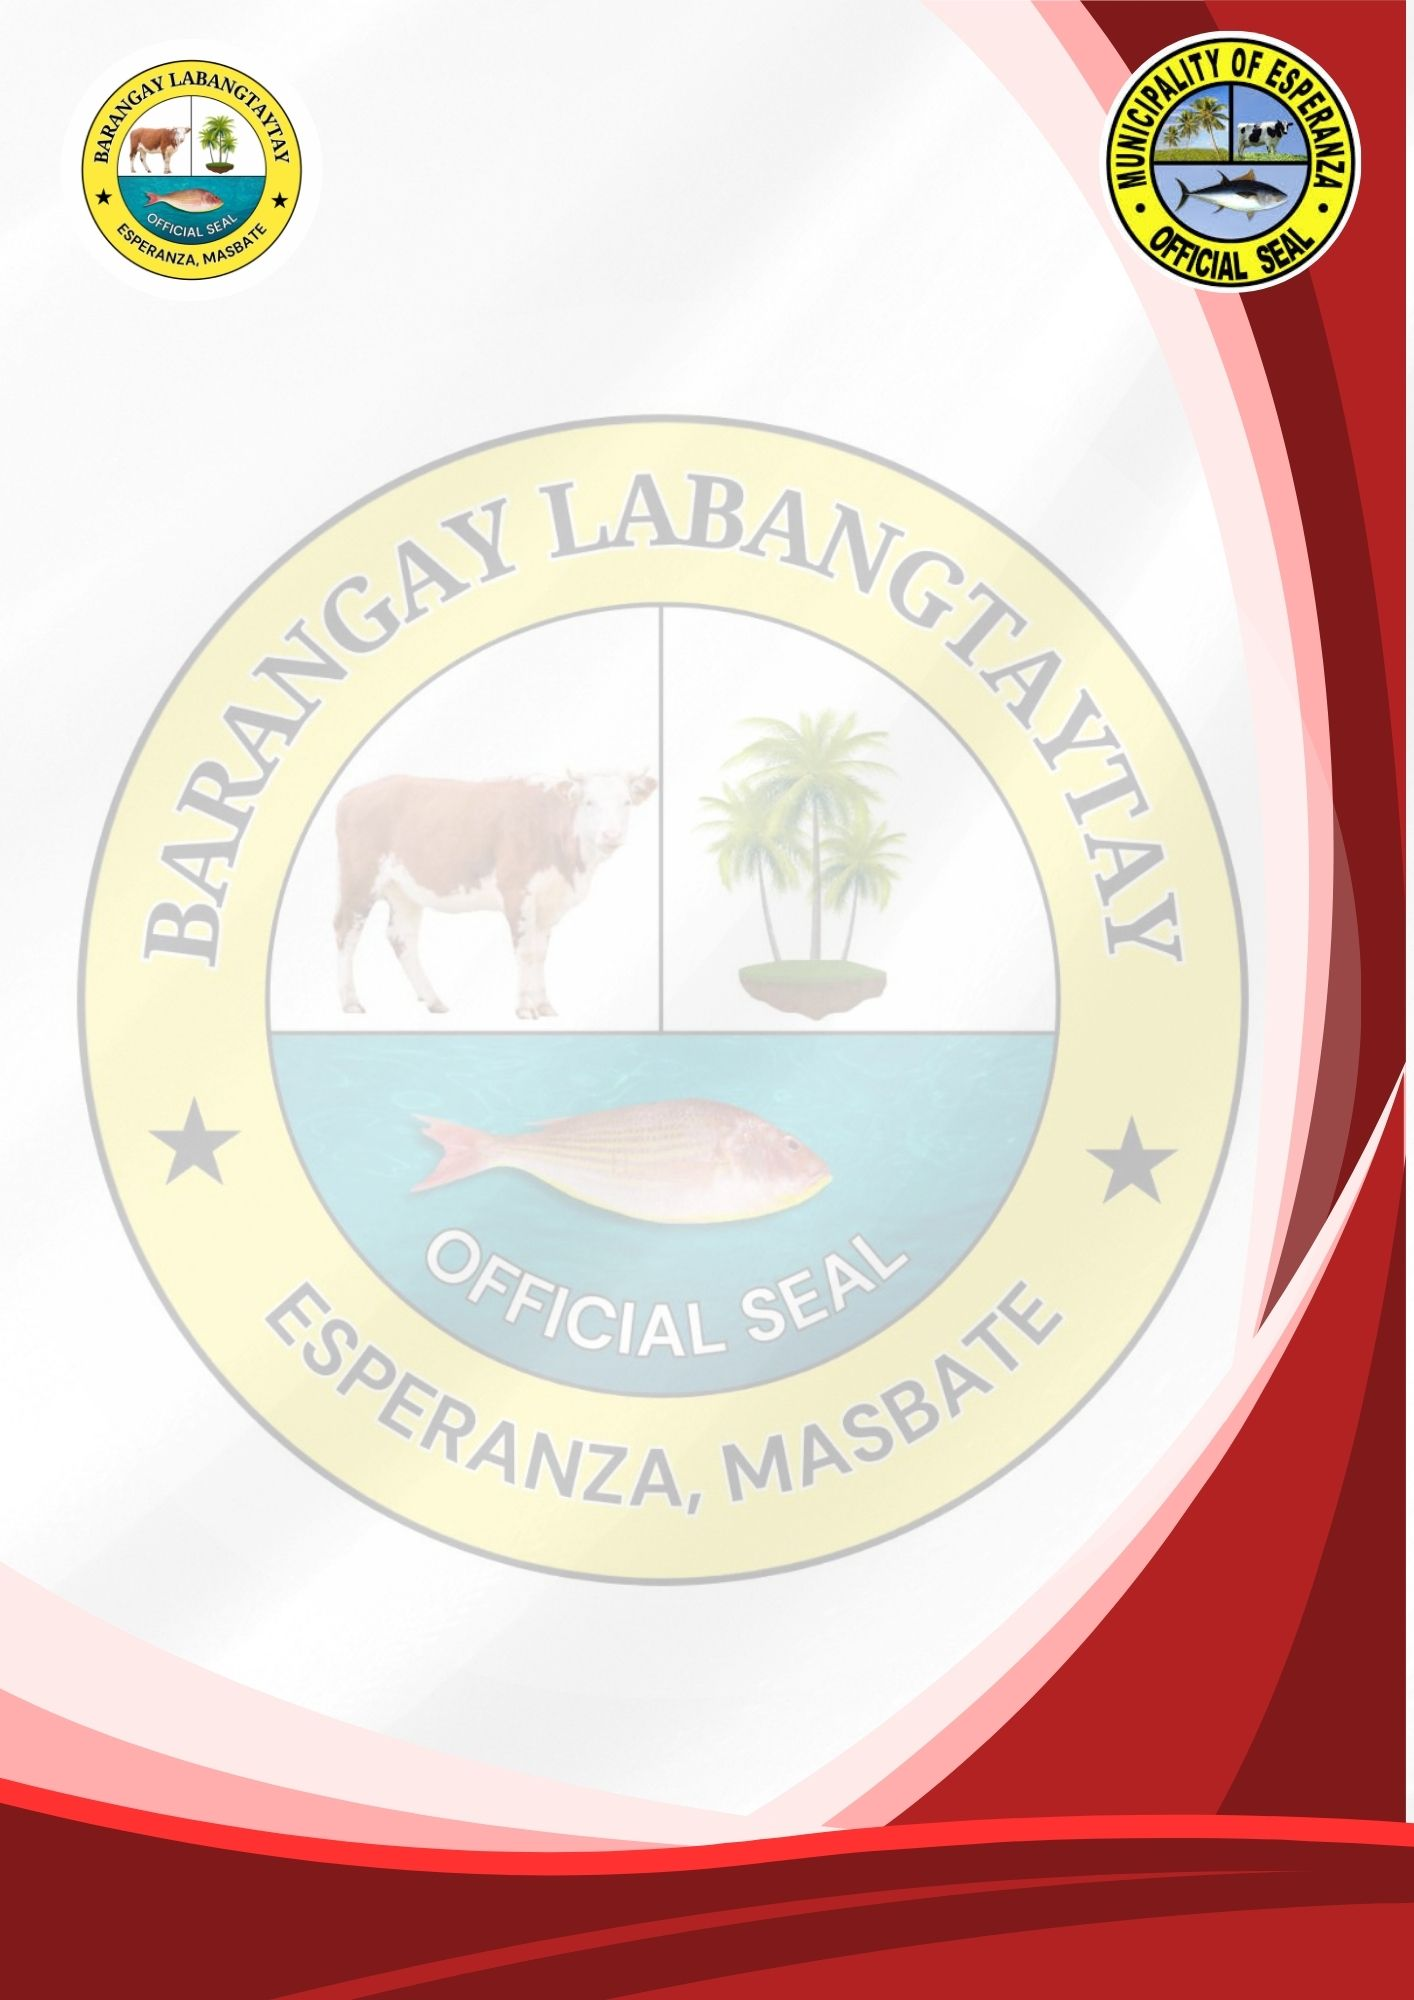 BARANGAY LABANGTAYTAY
OFFICIAL SEAL
ESPERANZA, MASBATE
MUNICIPALITY OF ESPERANZA
OFFICIAL SEAL
BARANGAY LABANGTAYTAY
OFFICIAL SEAL
ESPERANZA, MASBATE